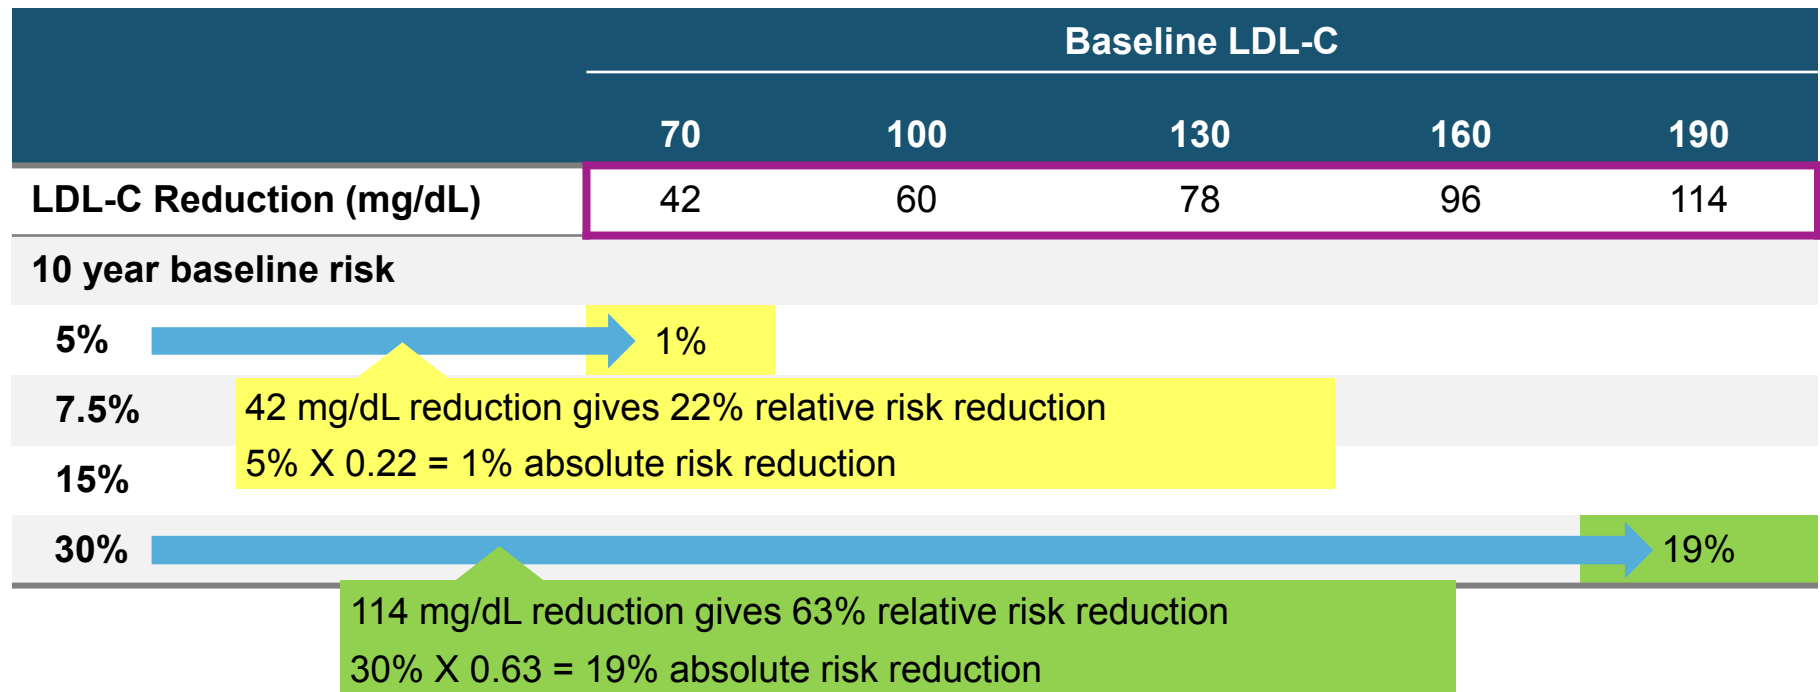 Baseline LDL-C
70 100 130 160 190
LDL-C Reduction (mg/dL) 42 60 78 96 114
10 year baseline risk
5% 1%
7.5%
42 mg/dL reduction gives 22% relative risk reduction
5% X 0.22 = 1% absolute risk reduction
15%
30% 19%
114 mg/dL reduction gives 63% relative risk reduction
30% X 0.63 = 19% absolute risk reduction